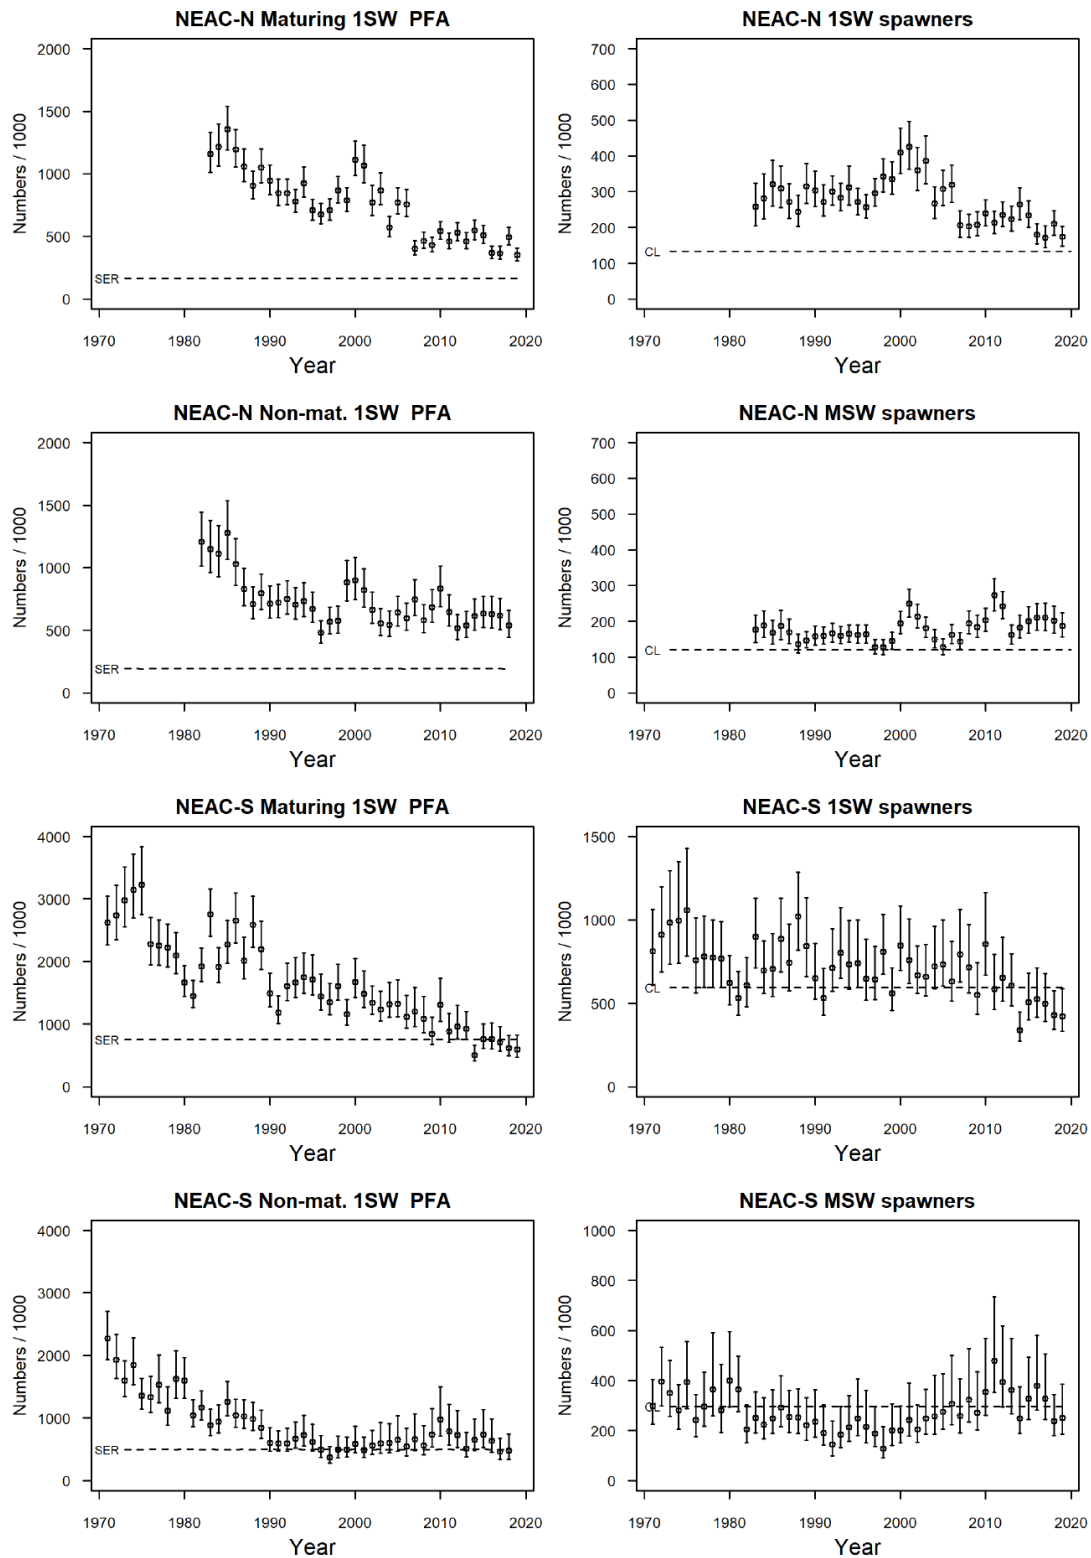 NEAC-N Maturing 1SW PFA
Numbers / 1000
2000
1500
1000
500
0
SER
1970 1980 1990 2000 2010 2020
Year
NEAC-N 1SW spawners
Numbers / 1000
700
600
500
400
300
200
100
0
CL
1970 1980 1990 2000 2010 2020
Year
NEAC-N Non-mat. 1SW PFA
Numbers / 1000
2000
1500
1000
500
0
SER
1970 1980 1990 2000 2010 2020
Year
NEAC-N MSW spawners
Numbers / 1000
700
600
500
400
300
200
100
0
CL
1970 1980 1990 2000 2010 2020
Year
NEAC-S Maturing 1SW PFA
Numbers / 1000
4000
3000
2000
1000
0
SER
1970 1980 1990 2000 2010 2020
Year
NEAC-S 1SW spawners
Numbers / 1000
1500
1000
500
0
CL
1970 1980 1990 2000 2010 2020
Year
NEAC-S Non-mat. 1SW PFA
Numbers / 1000
4000
3000
2000
1000
0
SER
1970 1980 1990 2000 2010 2020
Year
NEAC-S MSW spawners
Numbers / 1000
1000
800
600
400
200
0
CL
1970 1980 1990 2000 2010 2020
Year